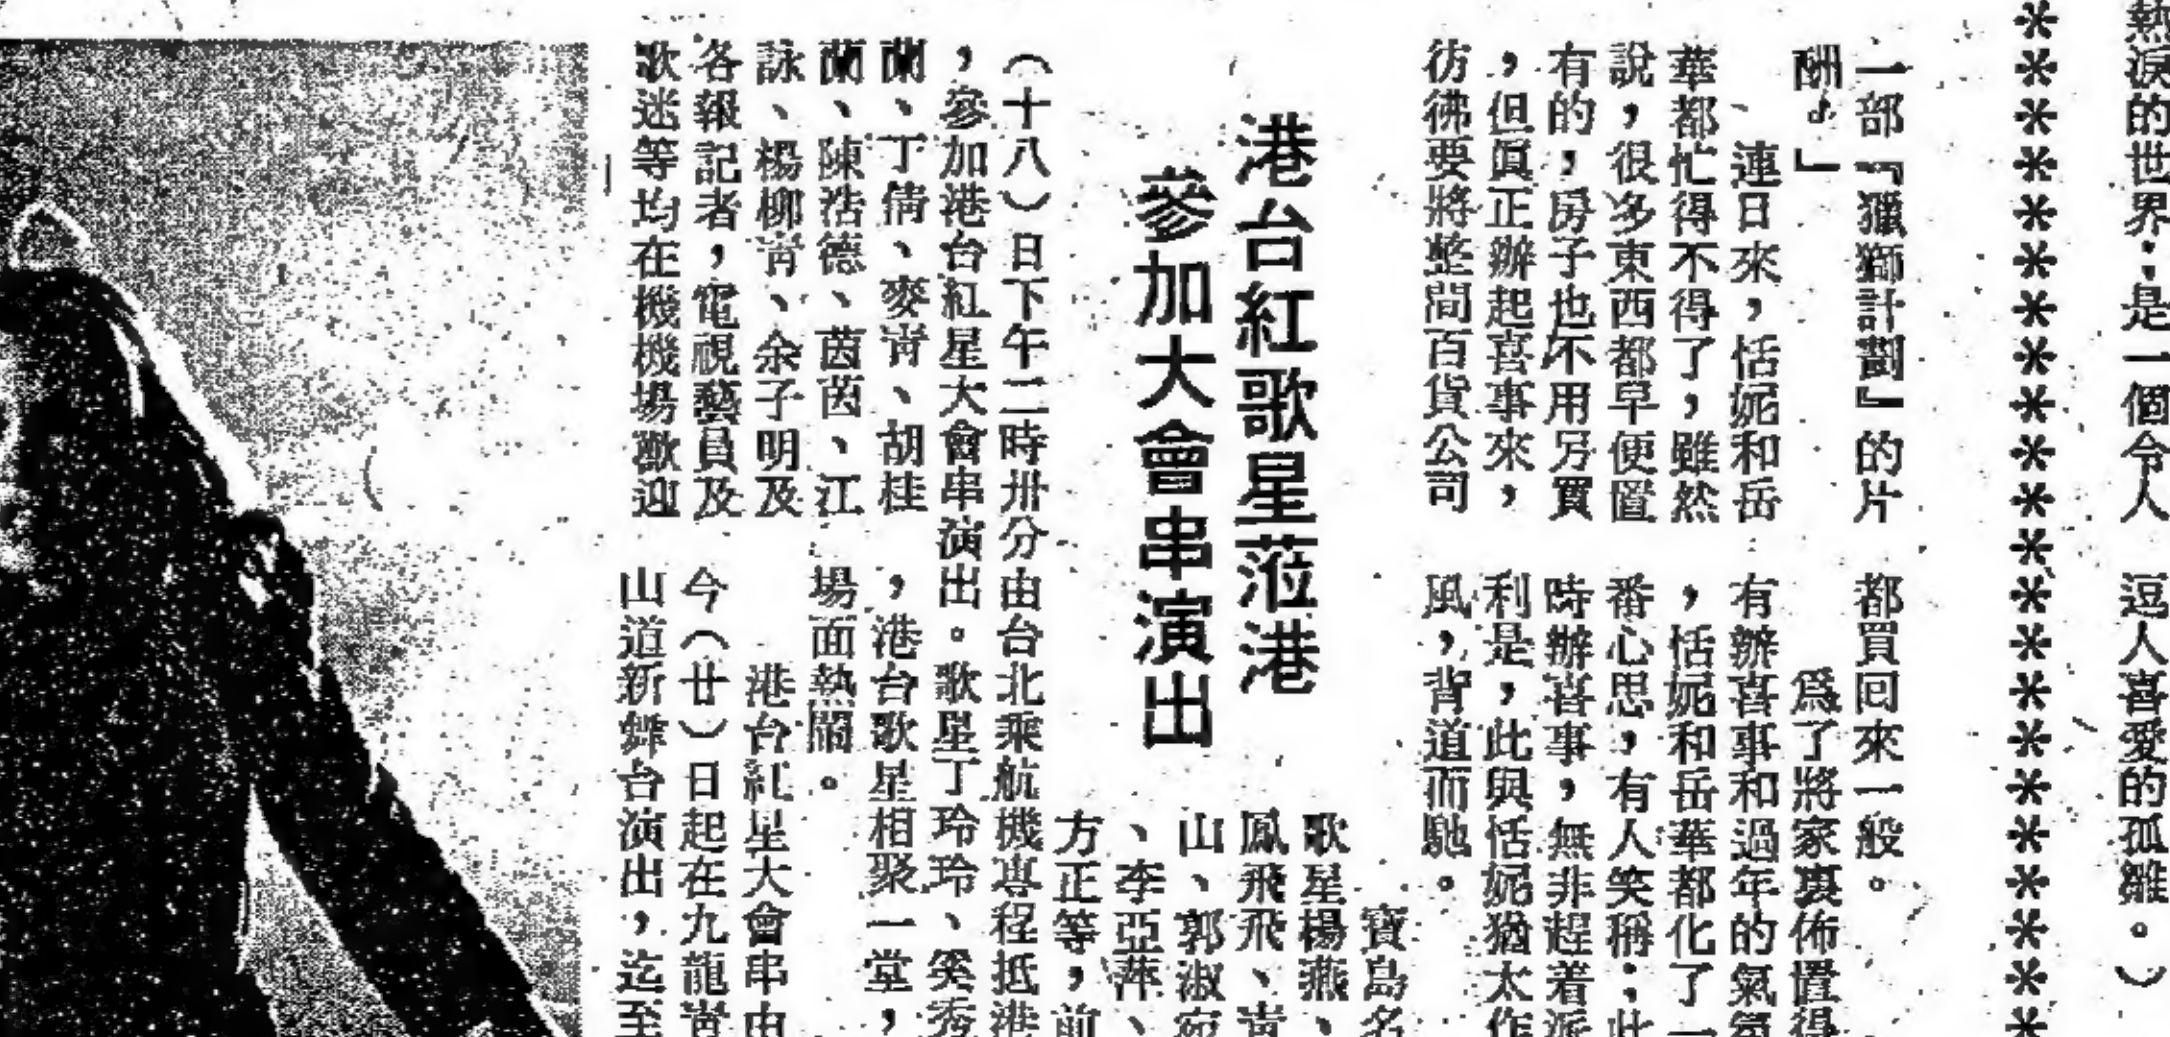 熱淚的世界;是一個令人
逗人喜愛的孤雛。)
********************
一部『獵獅計劃』的片
酬。」
連日來,恬妮和岳
華都忙得不得了,雖然
說,很多東西都早便置
有的,房子也不用另買
,但眞正辦起喜事來,
彷彿要將整間百貨公司
都買回來一般。
爲了將家裏佈置得
有辦喜事和過年的氣氛
,恬妮和岳華都化了一
番心思,有人笑稱:此
時辦喜事,無非趕着派
利是,此與恬妮猶太作
風,背道而馳。
港台紅歌星蒞港
參加大會串演出
寶島名
歌星楊燕、
鳳飛飛、青
山、郭淑宛
、李亞萍、
方正等,前
(十八)日下午二時卅分由台北乘航機專程抵港
,參加港台紅星大會串演出。歌星丁玲玲、奚秀
蘭、丁倩、麥青、胡桂
蘭、陳浩德、茵茵、江
詠、楊柳青、余子明及
各報記者,電視藝員及
歌迷等均在機機場歡迎
,港台歌星相聚一堂,
場面熱鬧。
港台紅星大會串由
今(廿)日起在九龍青
山道新舞台演出,迄至